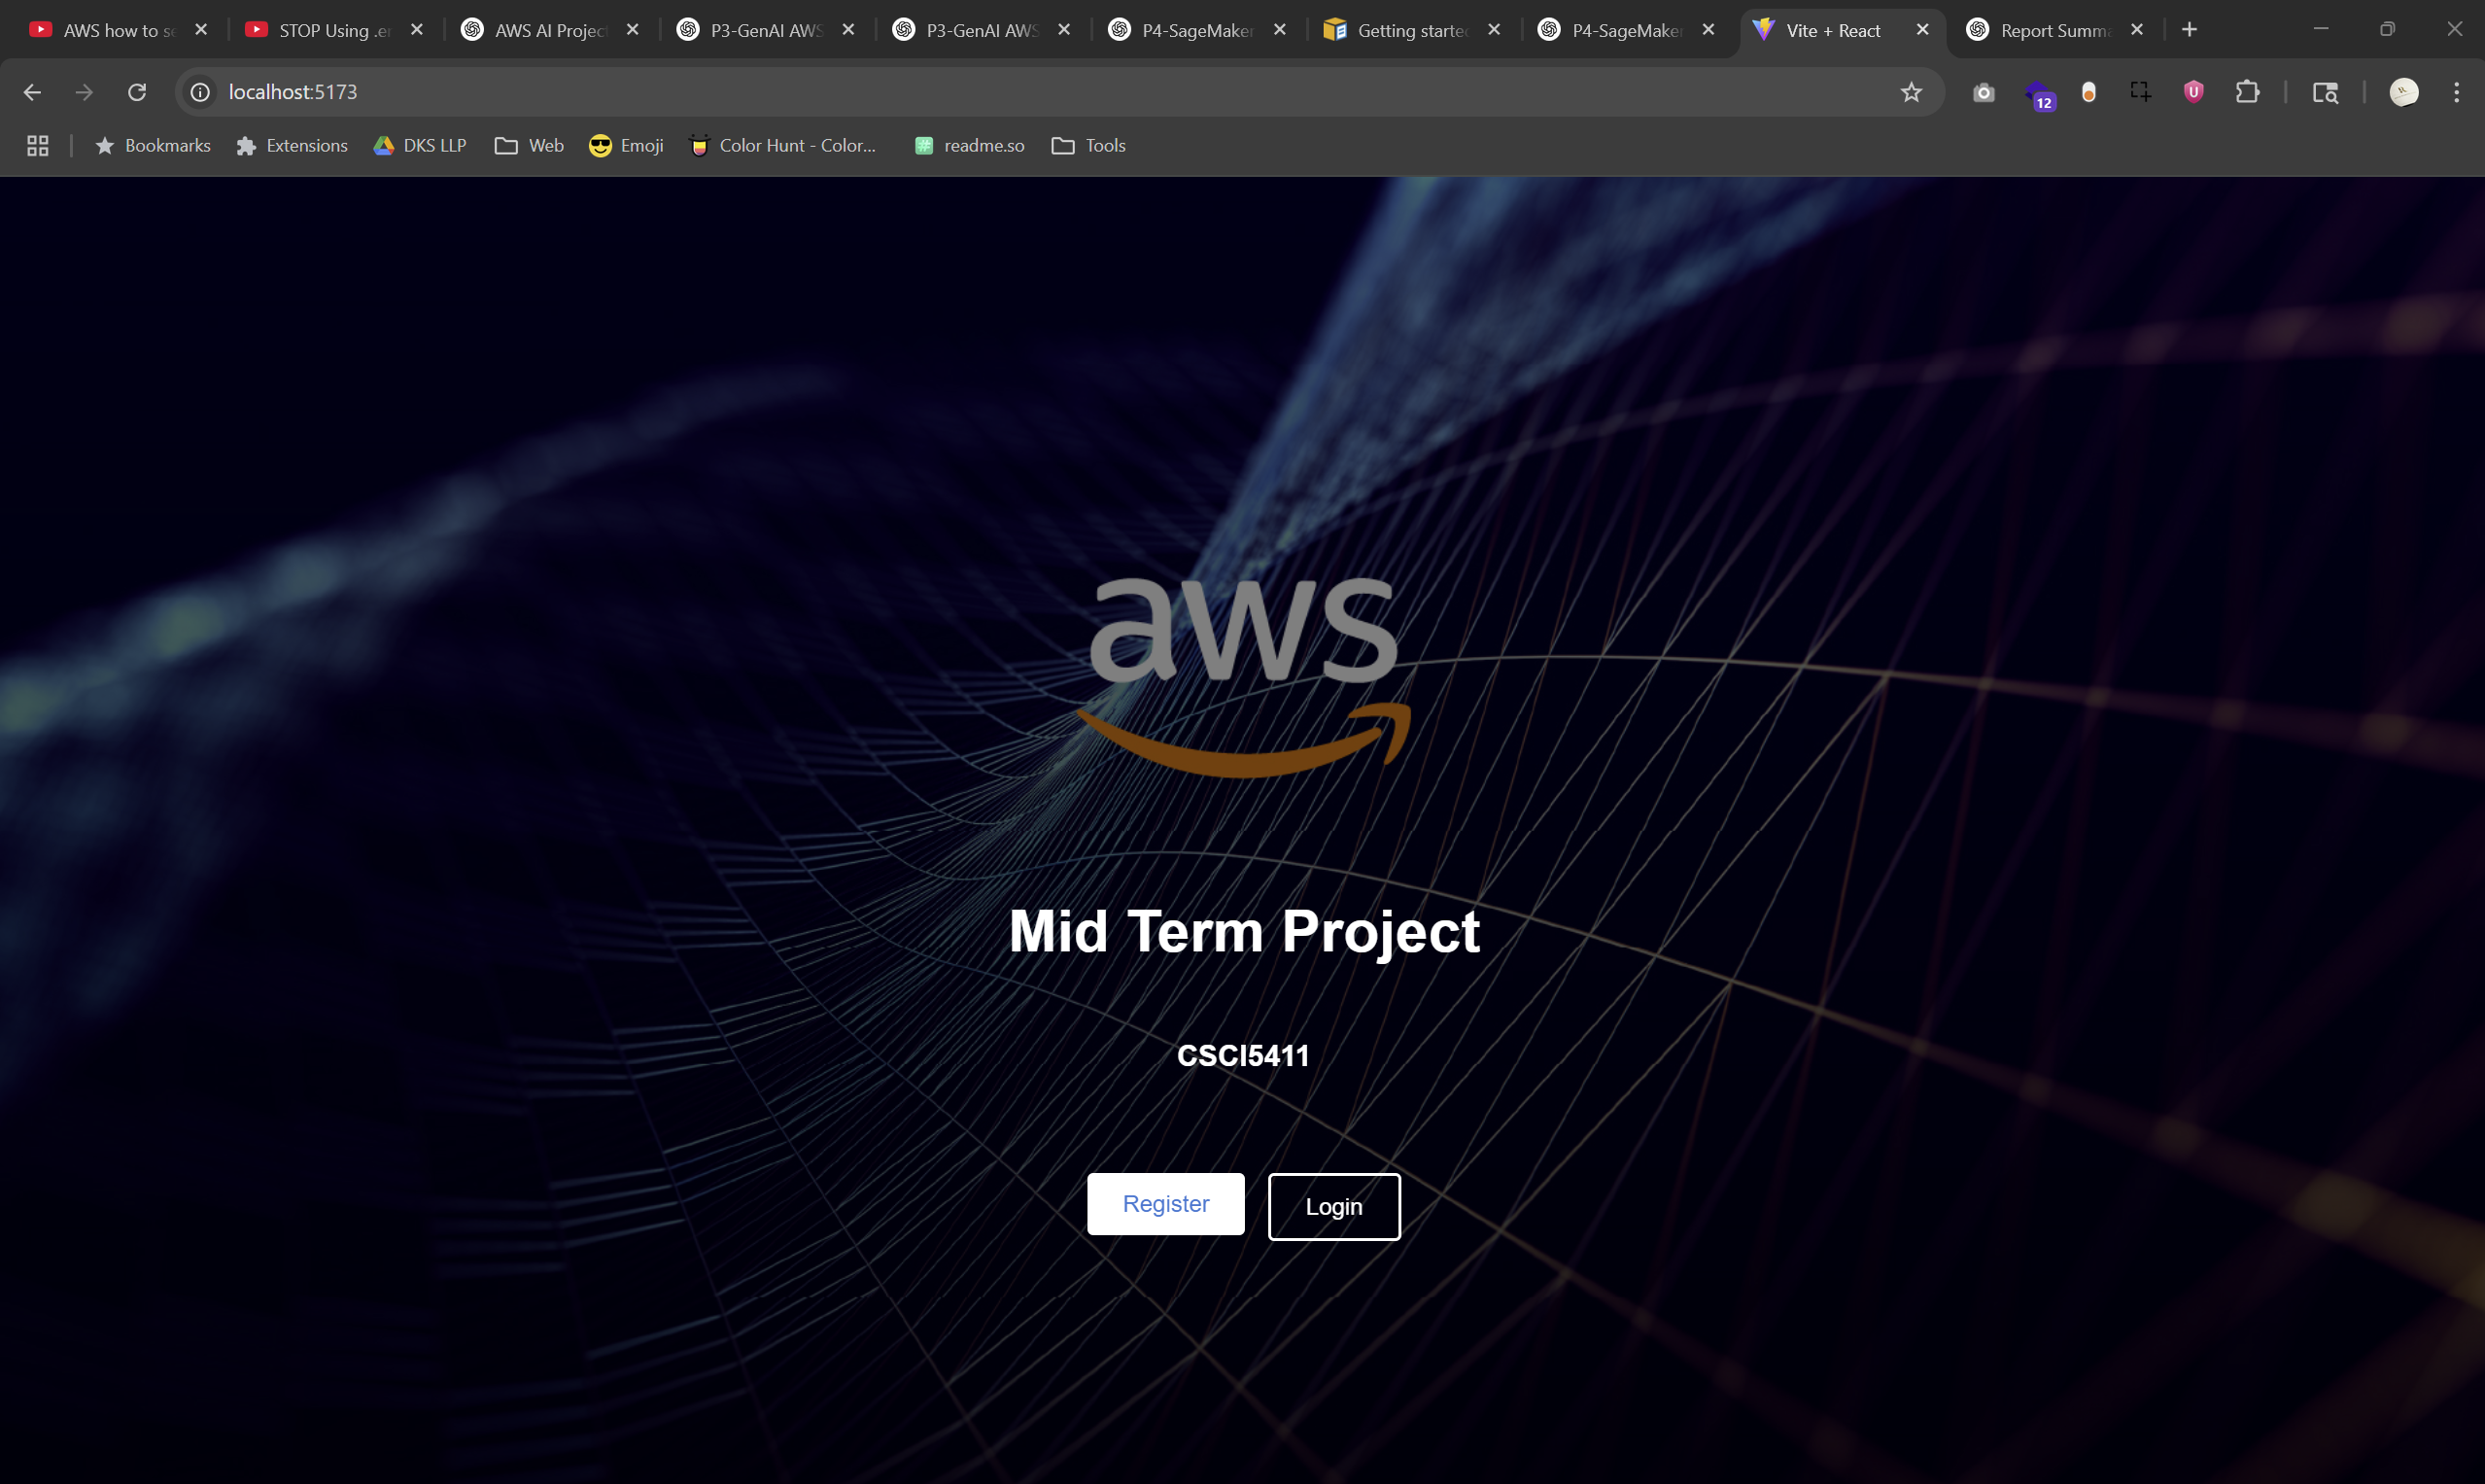 AWS how to se
STOP Using .e
AWS AI Projec
P3-GenAI AWS
P3-GenAI AWS
P4-SageMaker
Getting starte
P4-SageMaker
Vite + React
Report Summ
localhost:5173
12
Bookmarks
Extensions
DKS LLP
Web
Emoji
Color Hunt - Color...
readme.so
Tools
aws
Mid Term Project
CSCI5411
Register
Login